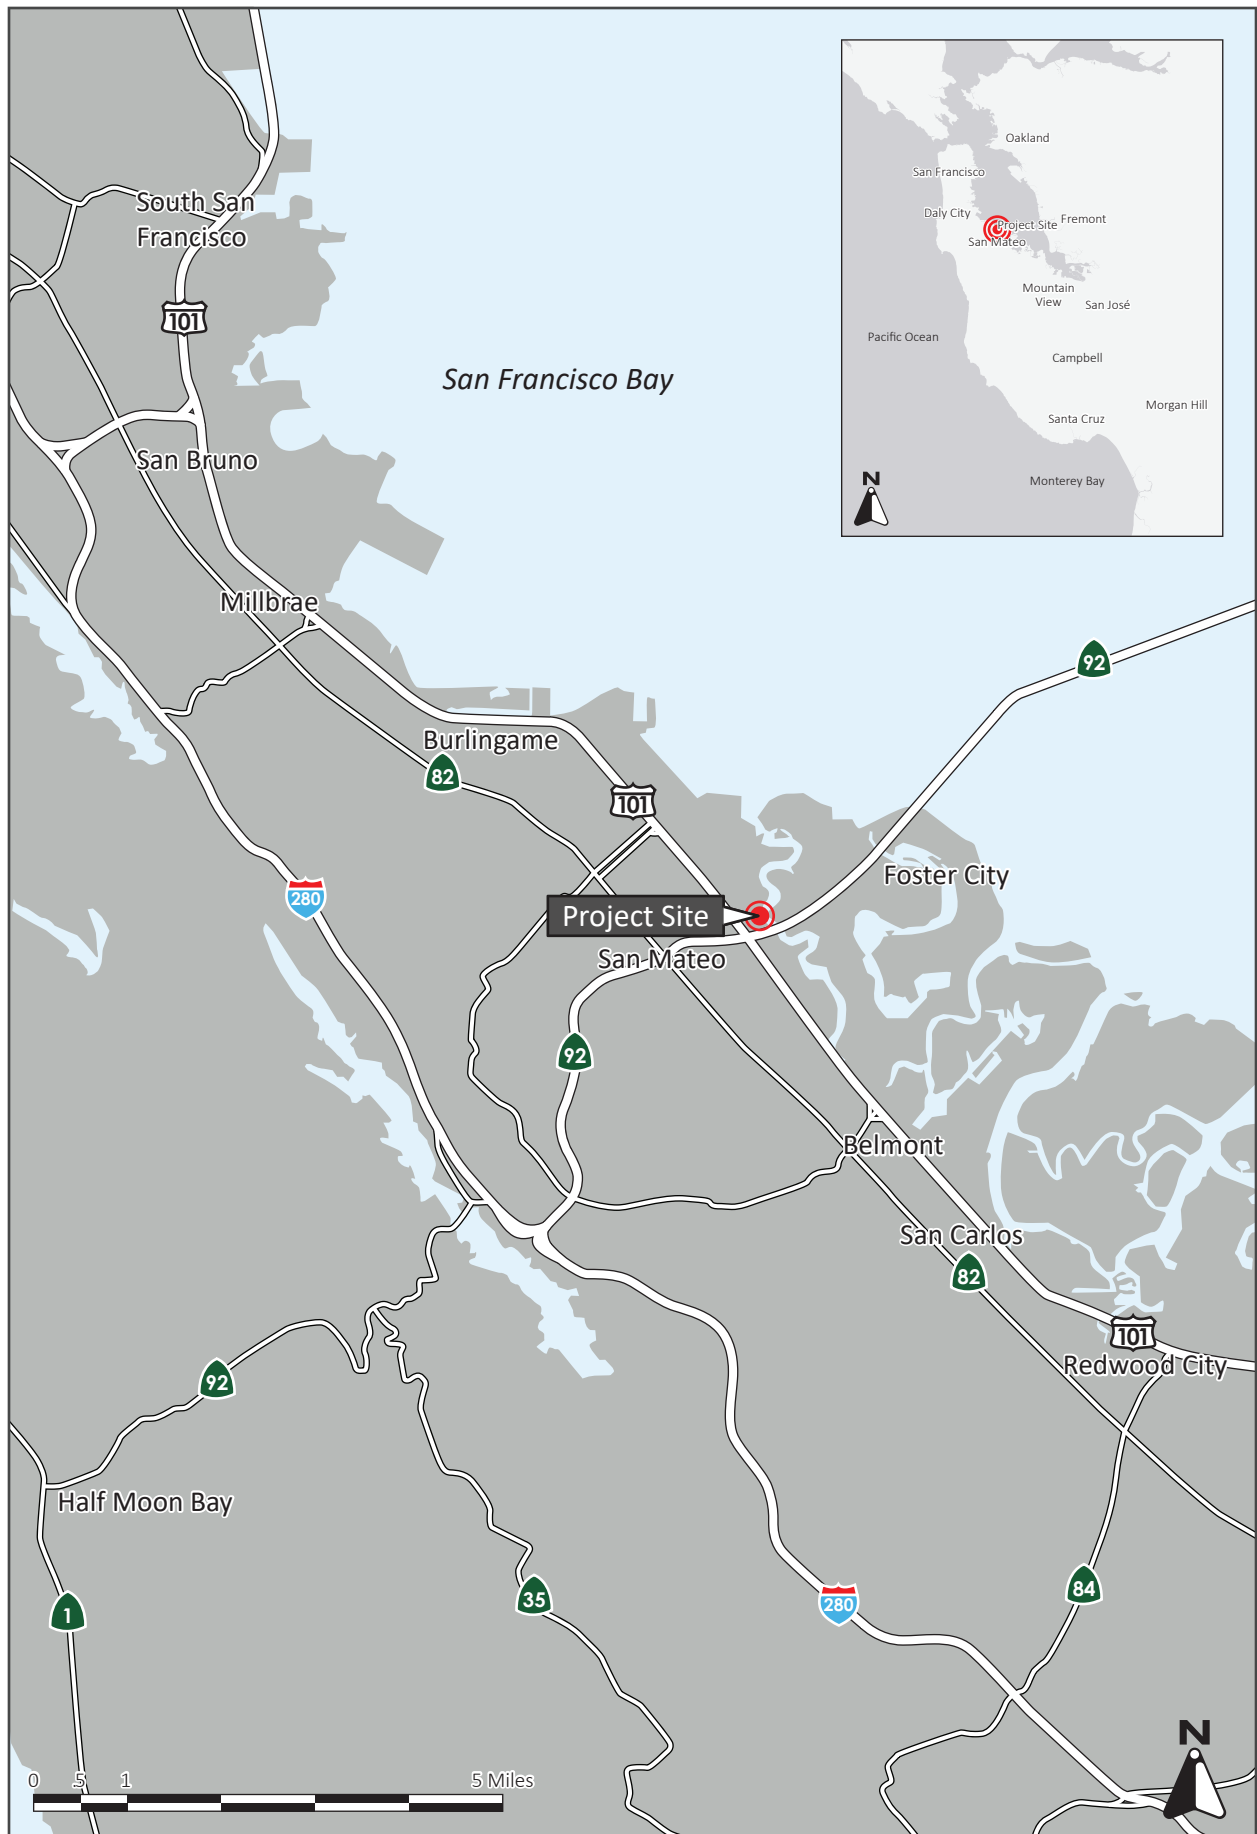 Oakland
San Francisco
Daly City
Project Site
Fremont
San Mateo
Mountain
View
San José
Pacific Ocean
Campbell
Morgan Hill
Santa Cruz
N
Monterey Bay
South San
Francisco
101
San Francisco Bay
San Bruno
Millbrae
92
Burlingame
82
101
Foster City
280
Project Site
San Mateo
92
Belmont
San Carlos
82
101
Redwood City
92
Half Moon Bay
35
280
84
1
N
0 .5 1 5 Miles